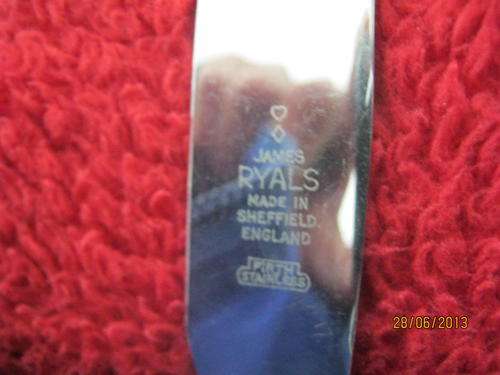 JAMES
RYALS
MADE IN
SHEFFIELD,
ENGLAND
FIRTH
STAINLESS
28/06/2013